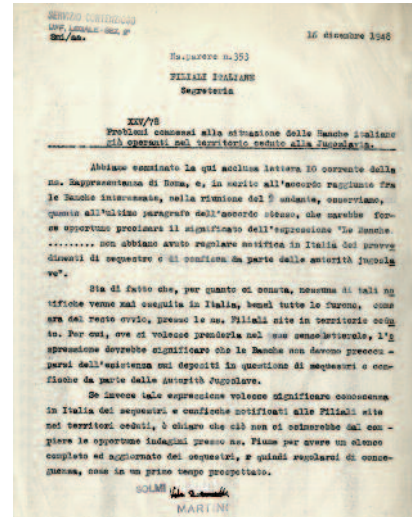 SERVIZIO CONTENZIOSO
UFF. LEGALE - SEZ. 2ª
Smi/an.
16 dicembre 1948
Ns.parere n.353
FILIALI ITALIANE
Segreteria
XXV/78
Problemi connessi alla situazione delle Banche italiane
già operanti nel territorio ceduto alla Jugoslavia.
Abbiamo esaminato la qui acclusa lettera 10 corrente della
ns. Rappresentanza di Roma, e, in merito all'accordo raggiunto fra
le Banche interessate, nella riunione del 9 andante, osserviamo,
quanto all'ultimo paragrafo dell'accordo stesso, che sarebbe for-
se opportuno precisare il significato dell'espressione "Le Banche
......... non abbiano avuto regolare notifica in Italia dei provve
dimenti di sequestro e di confisca da parte delle autorità jugosla
ve".
Sta di fatto che, per quanto ci consta, nessuna di tali no
tifiche venne mai eseguita in Italia, bensì tutte lo furono, come
era del resto ovvio, presso le ns. Filiali site in territorio cedu
to. Per cui, ove si volesse prenderla nel suo senso letterale, l'e
spressione dovrebbe significare che le Banche non devono preoccu-
parsi dell'esistenza sui depositi in questione di sequestri o con-
fische da parte delle Autorità Jugoslave.
Se invece tale espressione volesse significare conoscenza
in Italia dei sequestri e confische notificati alle Filiali site
nei territori ceduti, è chiaro che ciò non ci esimerebbe dal com-
piere le opportune indagini presso ns. Fiume per avere un elenco
completo ed aggiornato dei sequestri, e quindi regolarci di conse-
guenza, come in un primo tempo prospettato.
SOLMI
MARTINI